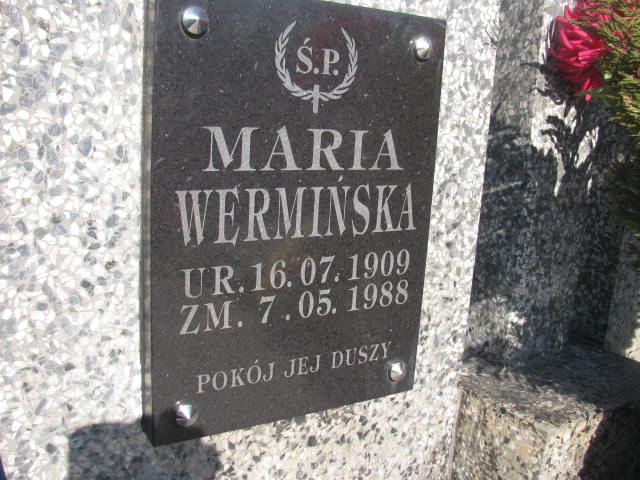 Ś.P.
MARIA
WERMIŃSKA
UR. 16. 07. 1909
ZM. 7. 05. 1988
POKÓJ JEJ DUSZY